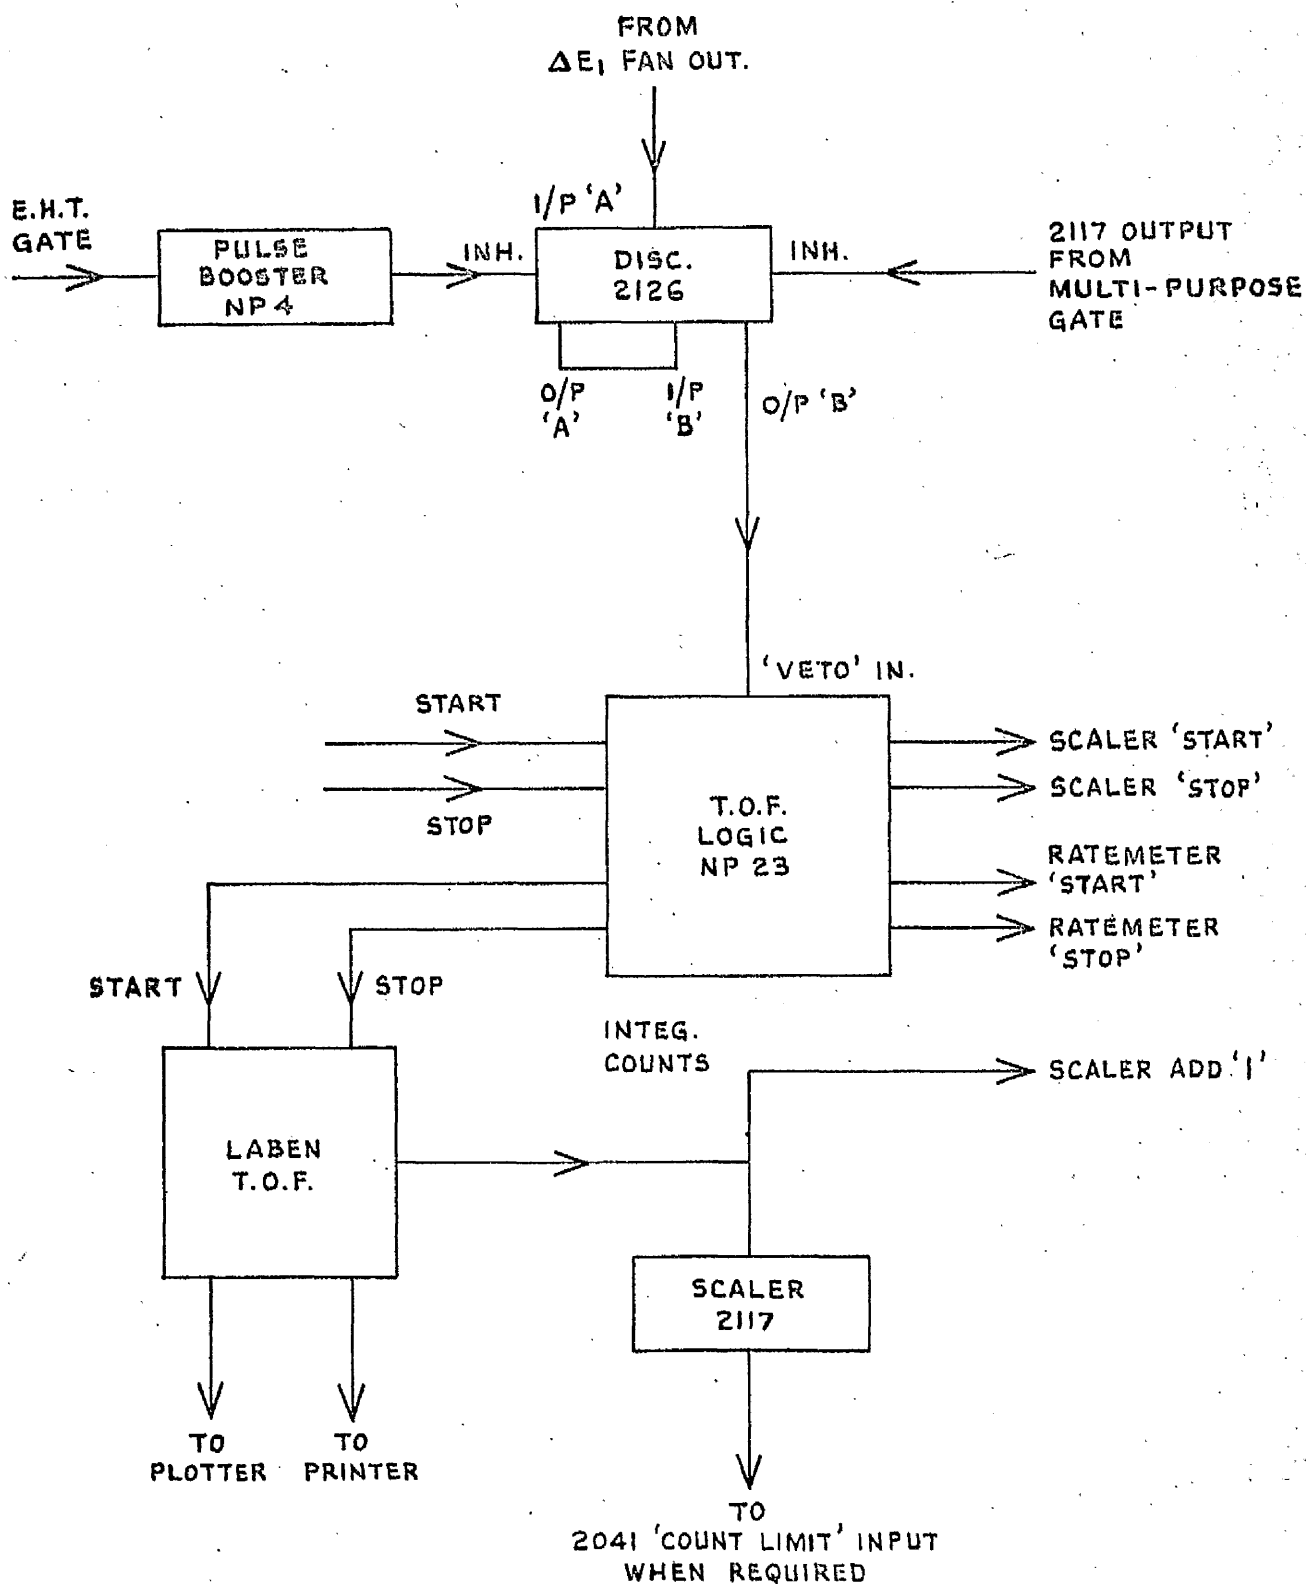 FROM
ΔE₁ FAN OUT.
E.H.T.
GATE
PULSE
BOOSTER
NP 4
INH.
I/P 'A'
DISC.
2126
INH.
2117 OUTPUT
FROM
MULTI-PURPOSE
GATE
O/P
'A'
I/P
'B'
O/P 'B'
'VETO' IN.
START
STOP
T.O.F.
LOGIC
NP 23
SCALER 'START'
SCALER 'STOP'
RATEMETER
'START'
RATEMETER
'STOP'
START
STOP
INTEG.
COUNTS
SCALER ADD.'1'
LABEN
T.O.F.
SCALER
2117
TO
PLOTTER
TO
PRINTER
TO
2041 'COUNT LIMIT' INPUT
WHEN REQUIRED